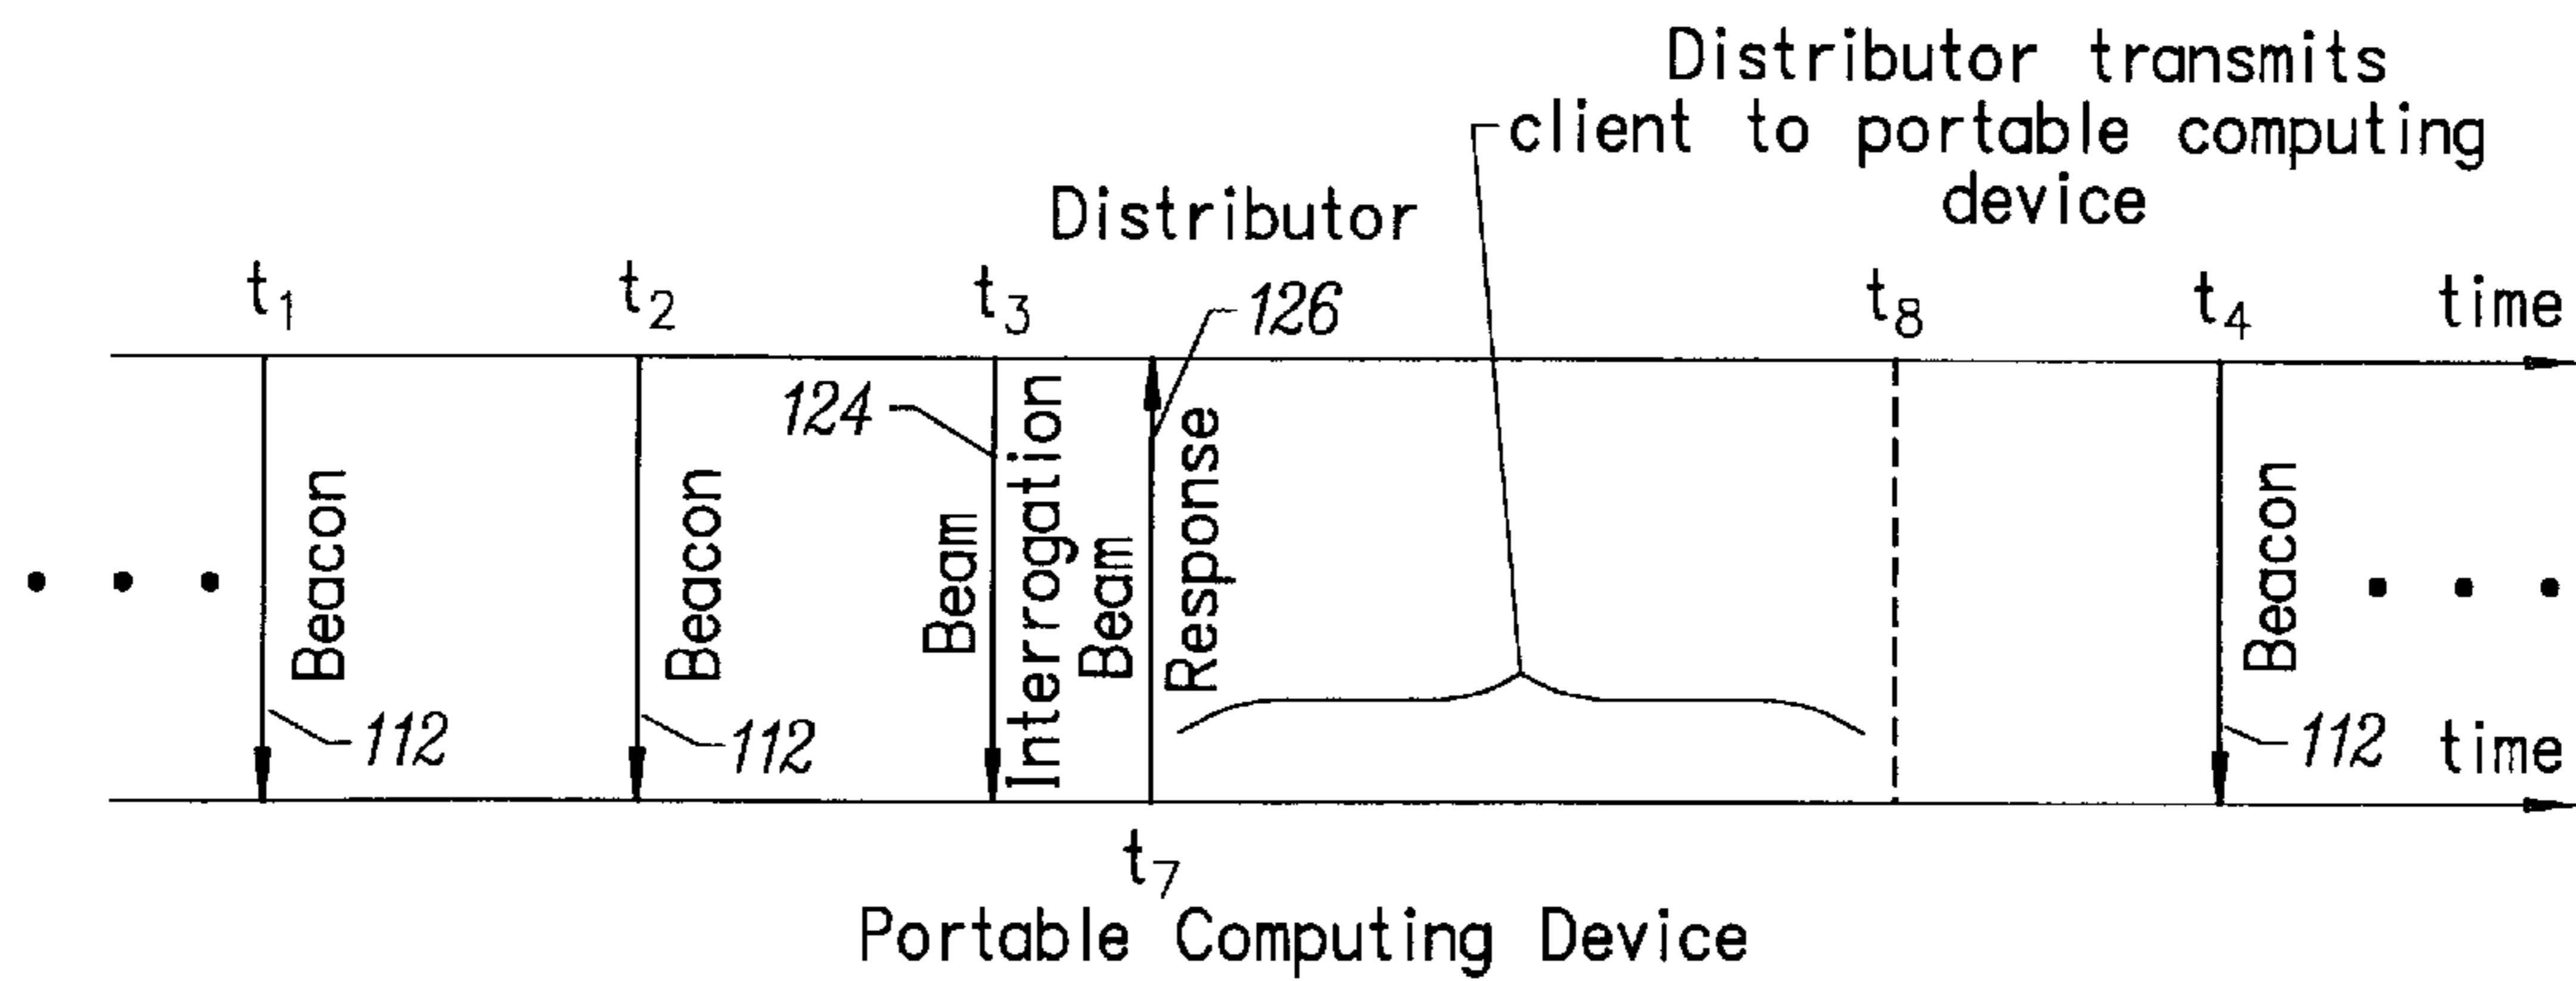 Distributor transmits
client to portable computing
device
Distributor
t1 t2 t3 126 t8 t4 time
124
Beacon
112
Beacon
112
Beam
Interrogation
Beam
Response
Beacon
112
time
t7
Portable Computing Device